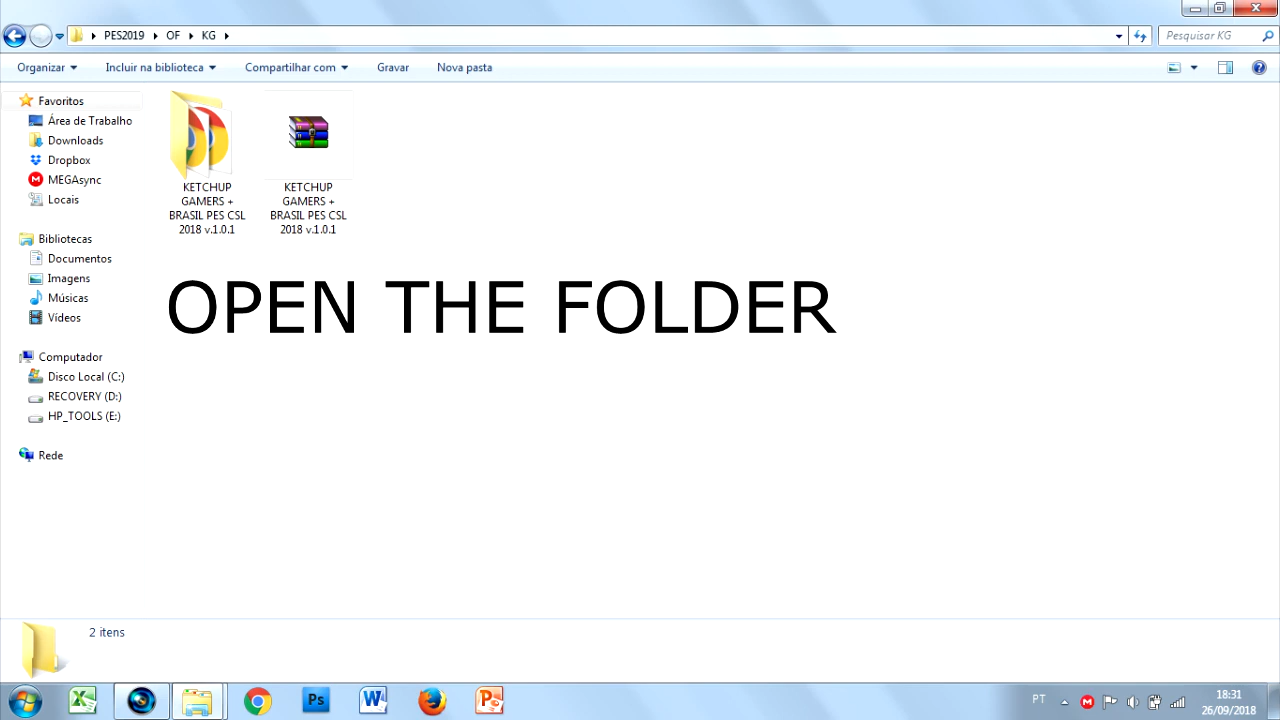 PES2019 OF KG
Pesquisar KG
Organizar Incluir na biblioteca Compartilhar com Gravar Nova pasta
Favoritos
Área de Trabalho
Downloads
Dropbox
MEGAsync
Locais
Bibliotecas
Documentos
Imagens
Músicas
Vídeos
Computador
Disco Local (C:)
RECOVERY (D:)
HP_TOOLS (E:)
Rede
KETCHUP
GAMERS +
BRASIL PES CSL
2018 v.1.0.1
KETCHUP
GAMERS +
BRASIL PES CSL
2018 v.1.0.1
OPEN THE FOLDER
2 itens
Ps
PT
18:31
26/09/2018